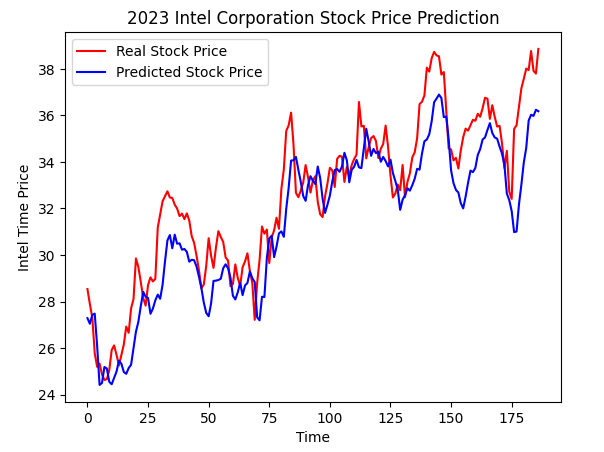 2023 Intel Corporation Stock Price Prediction
Real Stock Price
Predicted Stock Price
Intel Time Price
38
36
34
32
30
28
26
24
0 25 50 75 100 125 150 175
Time